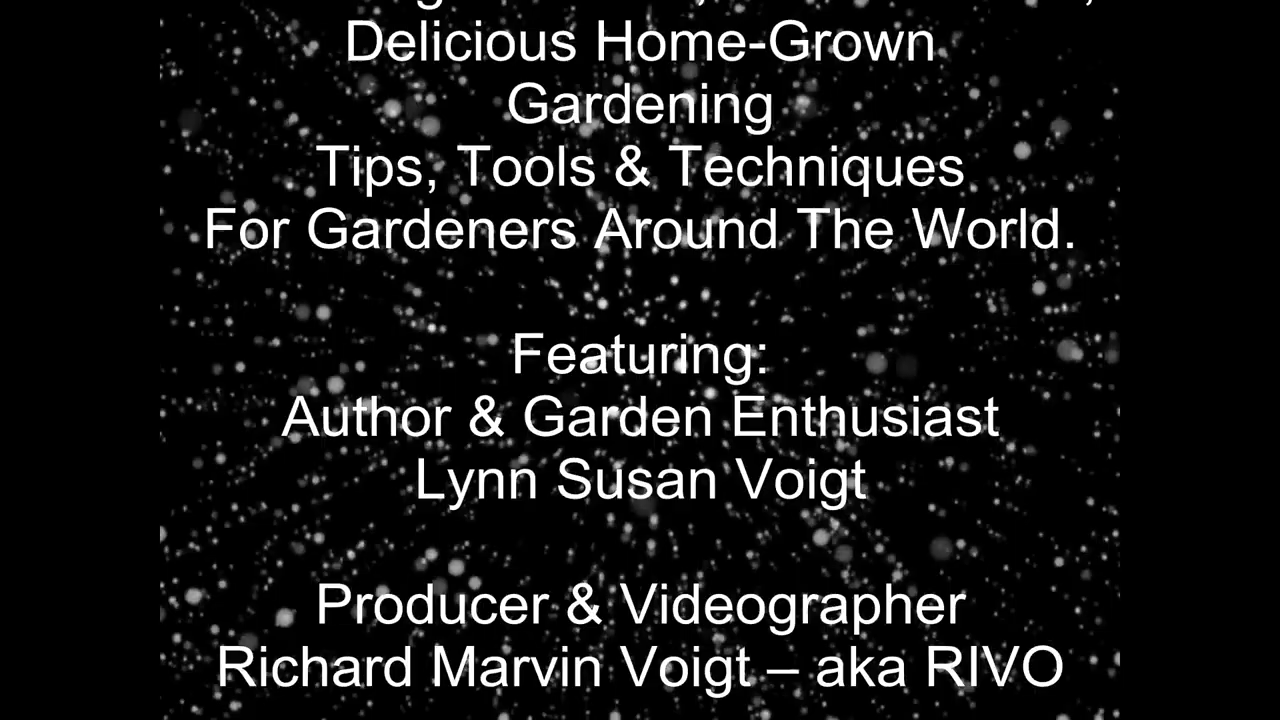 Delicious Home-Grown
Gardening
Tips, Tools & Techniques
For Gardeners Around The World.
Featuring:
Author & Garden Enthusiast
Lynn Susan Voigt
Producer & Videographer
Richard Marvin Voigt – aka RIVO